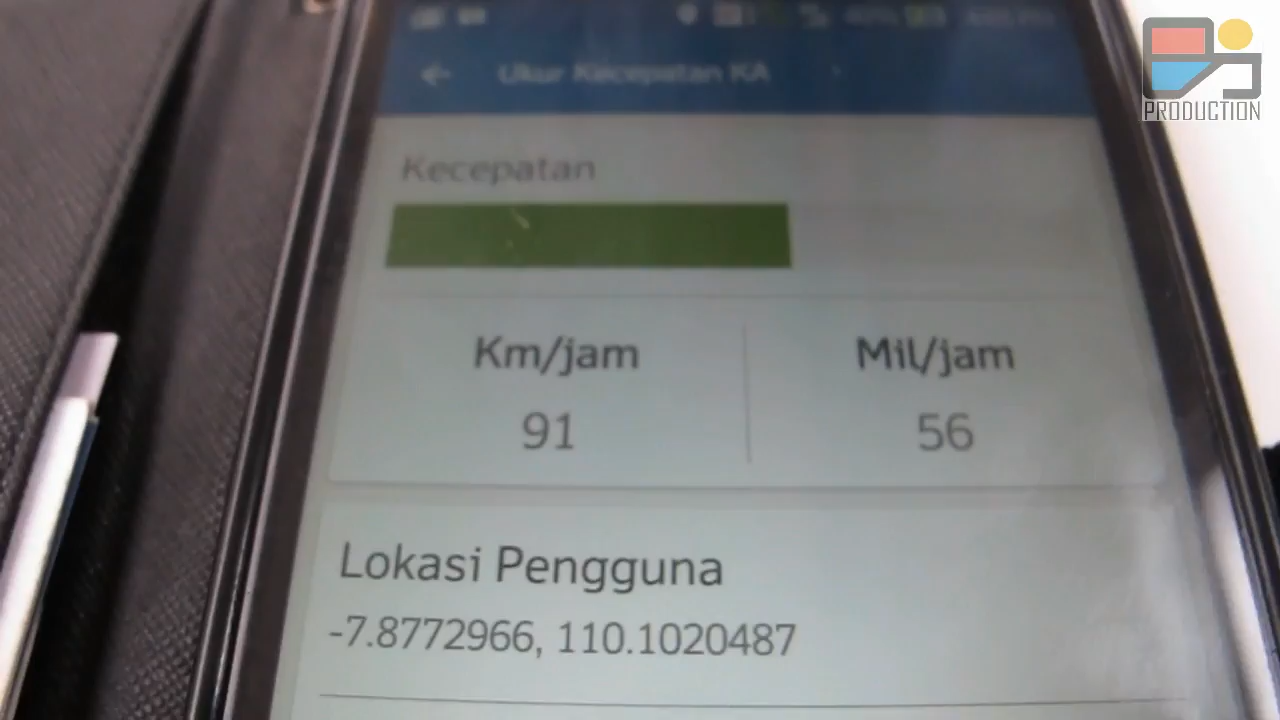 PRODUCTION
Ukur Kecepatan KA
Kecepatan
Km/jam
Mil/jam
91
56
Lokasi Pengguna
-7.8772966, 110.1020487